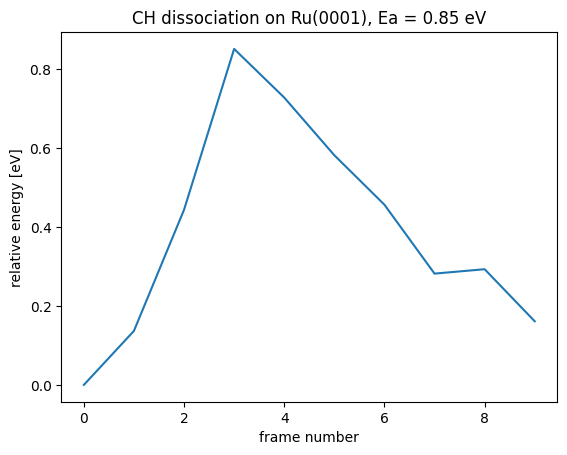 CH dissociation on Ru(0001), Ea = 0.85 eV
relative energy [eV]
0.8
0.6
0.4
0.2
0.0
0 2 4 6 8
frame number